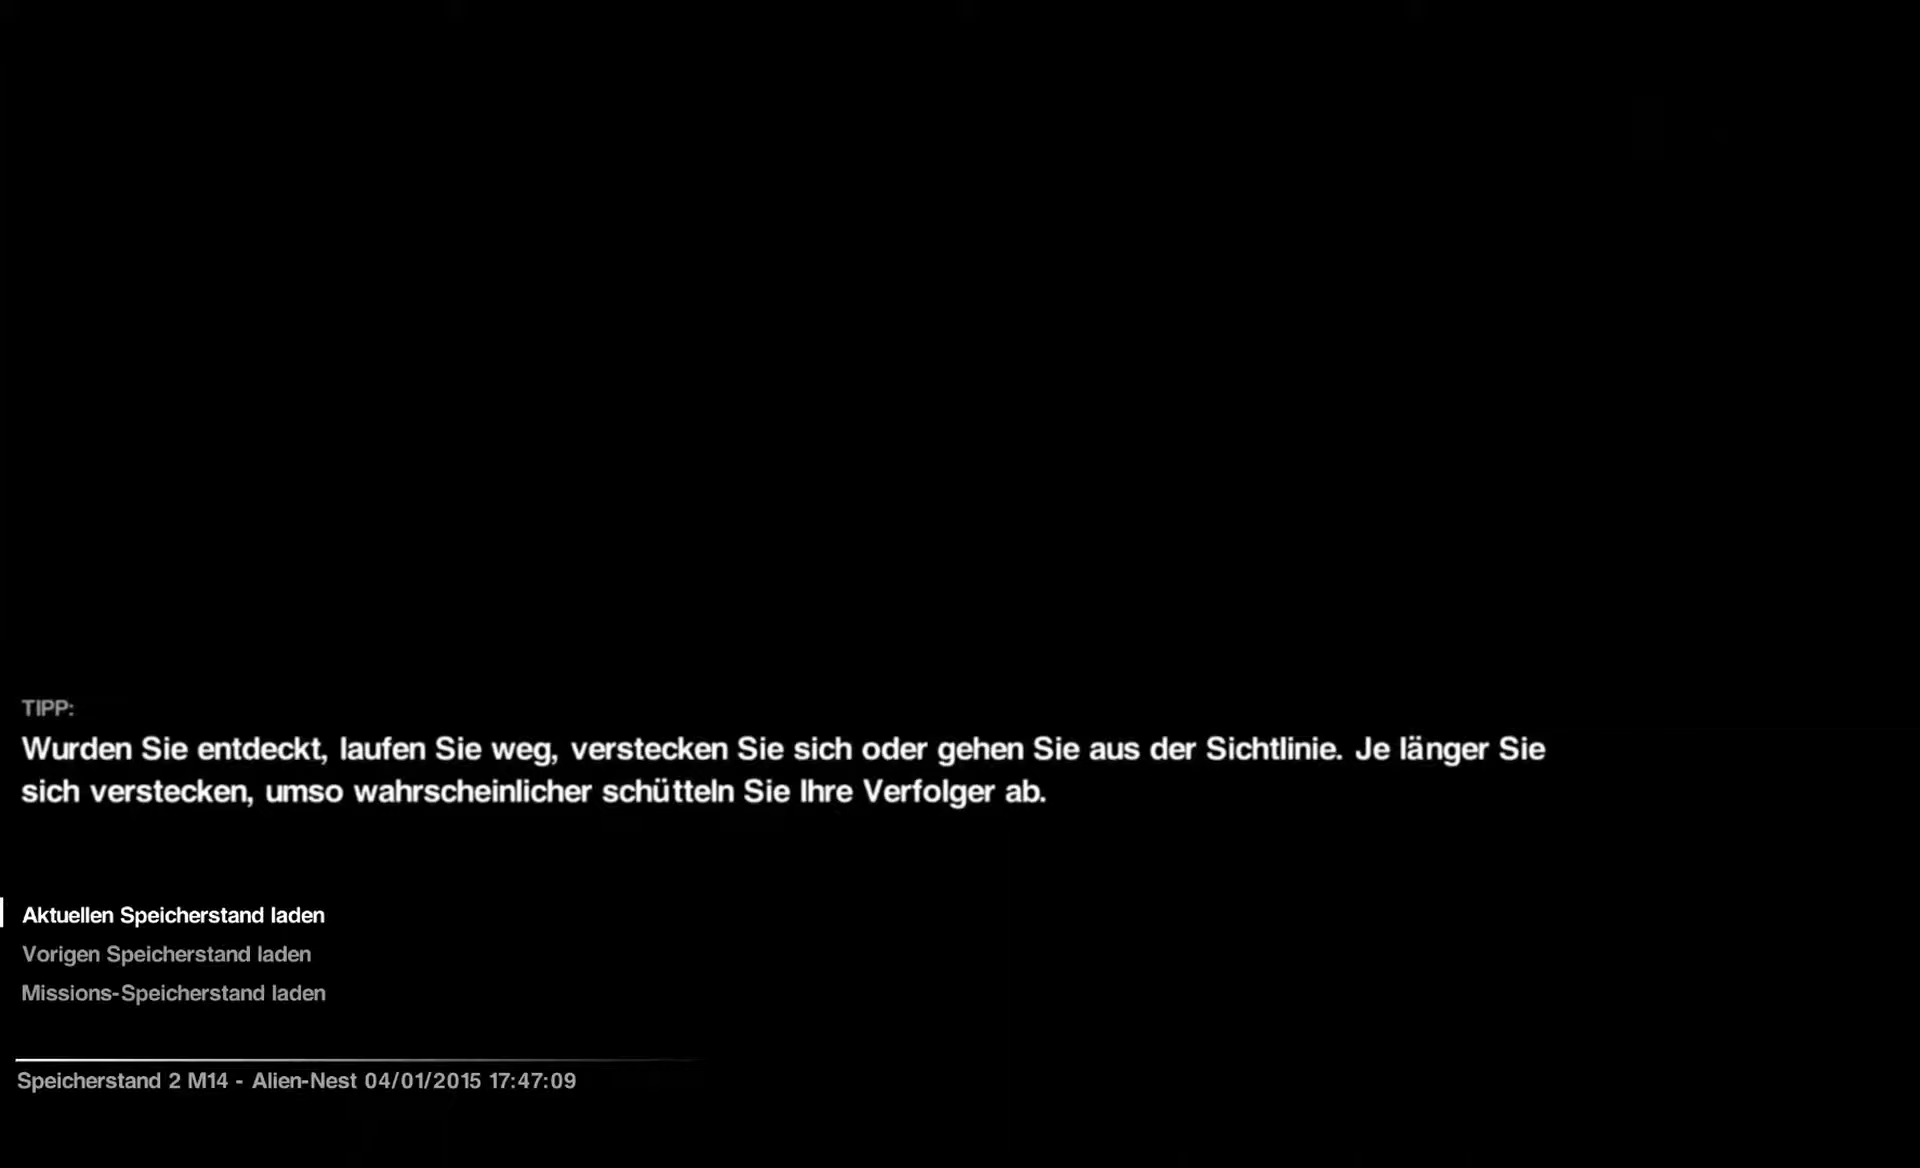 TIPP:
Wurden Sie entdeckt, laufen Sie weg, verstecken Sie sich oder gehen Sie aus der Sichtlinie. Je länger Sie
sich verstecken, umso wahrscheinlicher schütteln Sie Ihre Verfolger ab.
Aktuellen Speicherstand laden
Vorigen Speicherstand laden
Missions-Speicherstand laden
Speicherstand 2 M14 - Alien-Nest 04/01/2015 17:47:09